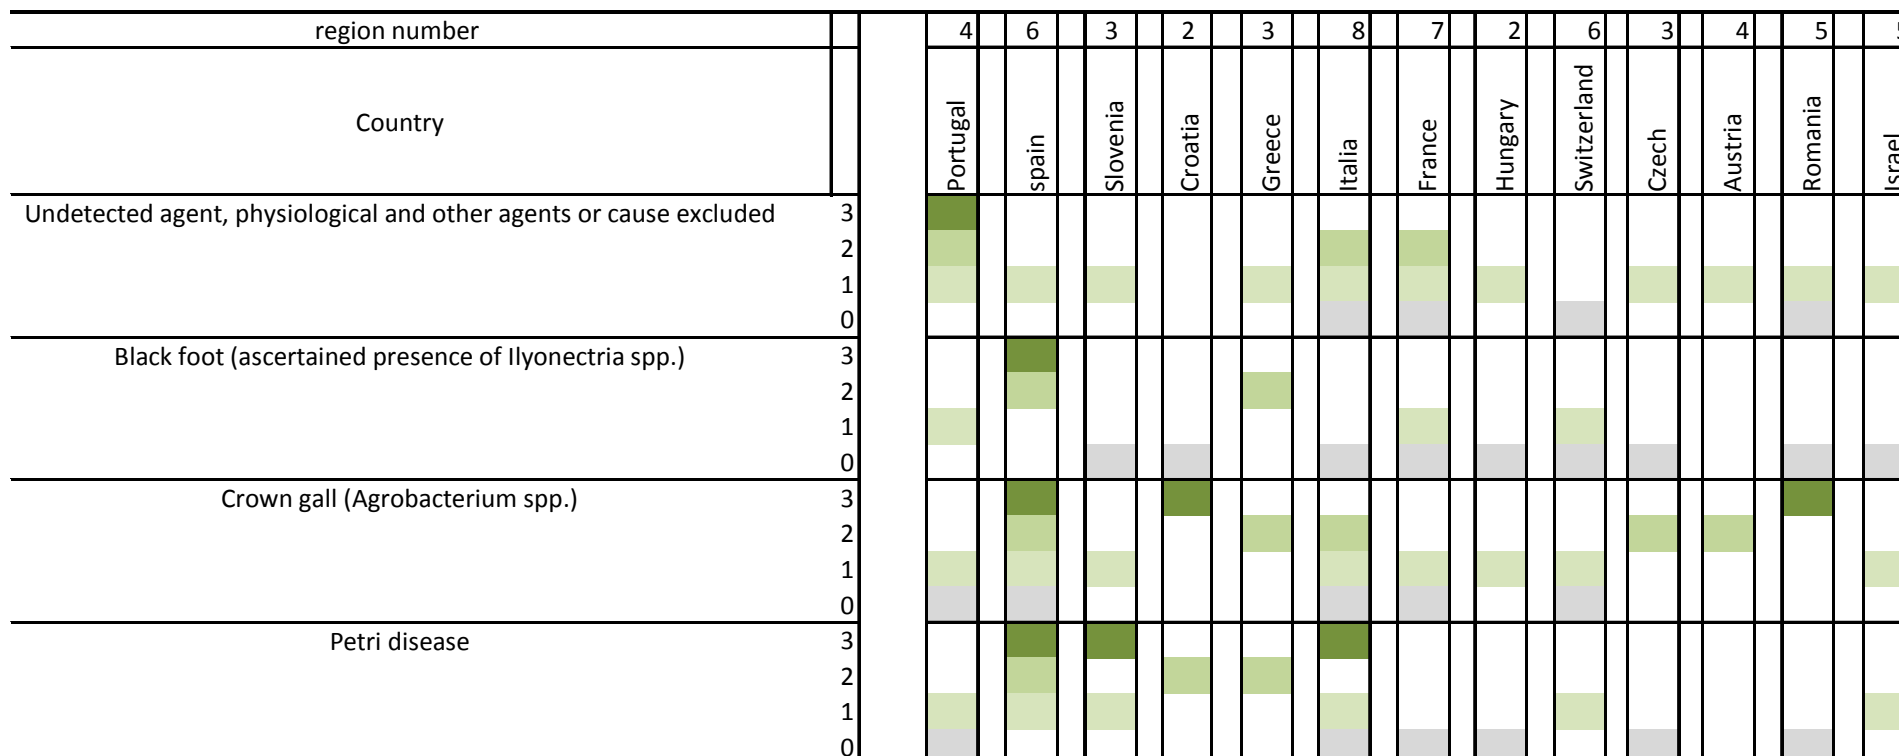 region number 4 6 3 2 3 8 7 2 6 3 4 5
Country Portugal spain Slovenia Croatia Greece Italia France Hungary Switzerland Czech Austria Romania Israel
Undetected agent, physiological and other agents or cause excluded 3
2
1
0
Black foot (ascertained presence of Ilyonectria spp.) 3
2
1
0
Crown gall (Agrobacterium spp.) 3
2
1
0
Petri disease 3
2
1
0